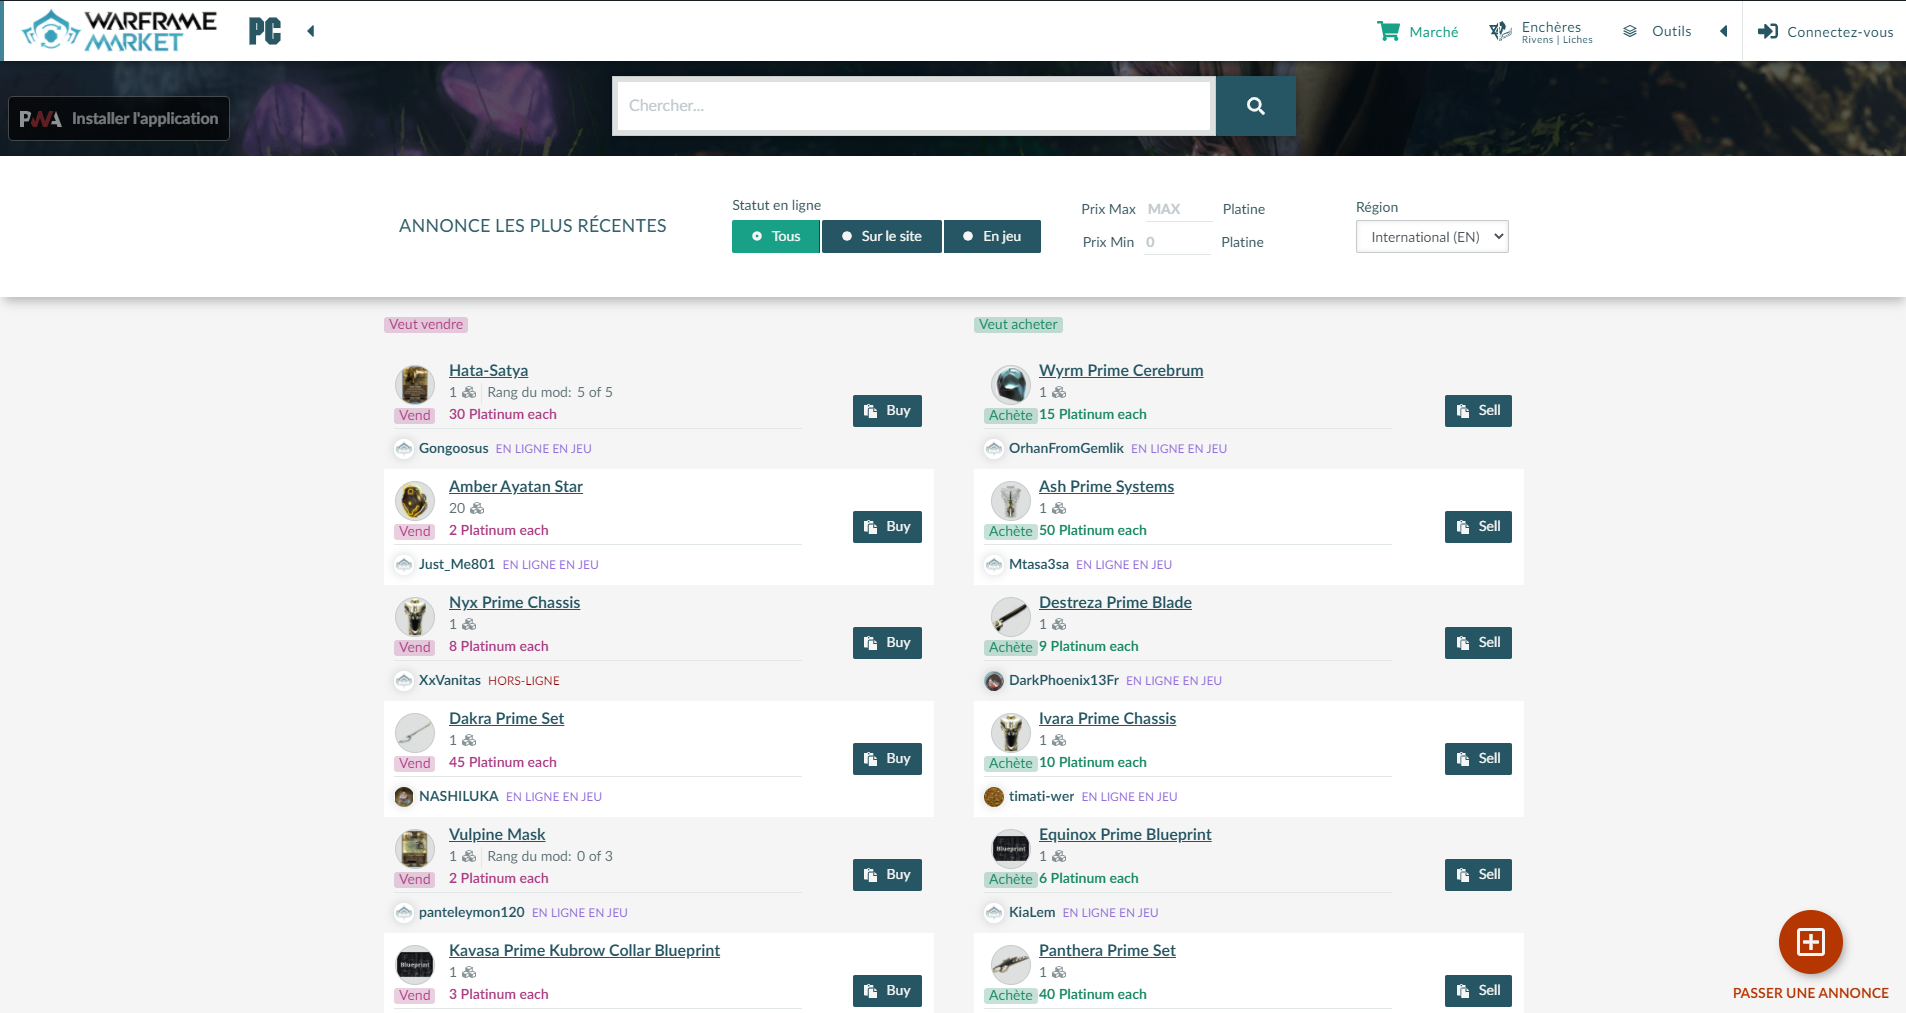 WARFRAME
MARKET
PC
Marché
Enchères
Rivens | Liches
Outils
Connectez-vous
PWA Installer l'application
Chercher...
ANNONCE LES PLUS RÉCENTES
Statut en ligne
Tous
Sur le site
En jeu
Prix Max MAX Platine
Prix Min 0 Platine
Région
International (EN)
Veut vendre
Hata-Satya
1 Rang du mod: 5 of 5
Vend 30 Platinum each
Buy
Gongoosus EN LIGNE EN JEU
Amber Ayatan Star
20
Vend 2 Platinum each
Buy
Just_Me801 EN LIGNE EN JEU
Nyx Prime Chassis
1
Vend 8 Platinum each
Buy
XxVanitas HORS-LIGNE
Dakra Prime Set
1
Vend 45 Platinum each
Buy
NASHILUKA EN LIGNE EN JEU
Vulpine Mask
1 Rang du mod: 0 of 3
Vend 2 Platinum each
Buy
panteleymon120 EN LIGNE EN JEU
Kavasa Prime Kubrow Collar Blueprint
Blueprint
1
Vend 3 Platinum each
Buy
Veut acheter
Wyrm Prime Cerebrum
1
Achète 15 Platinum each
Sell
OrhanFromGemlik EN LIGNE EN JEU
Ash Prime Systems
1
Achète 50 Platinum each
Sell
Mtasa3sa EN LIGNE EN JEU
Destreza Prime Blade
1
Achète 9 Platinum each
Sell
DarkPhoenix13Fr EN LIGNE EN JEU
Ivara Prime Chassis
1
Achète 10 Platinum each
Sell
timati-wer EN LIGNE EN JEU
Equinox Prime Blueprint
Blueprint
1
Achète 6 Platinum each
Sell
KiaLem EN LIGNE EN JEU
Panthera Prime Set
1
Achète 40 Platinum each
Sell
PASSER UNE ANNONCE